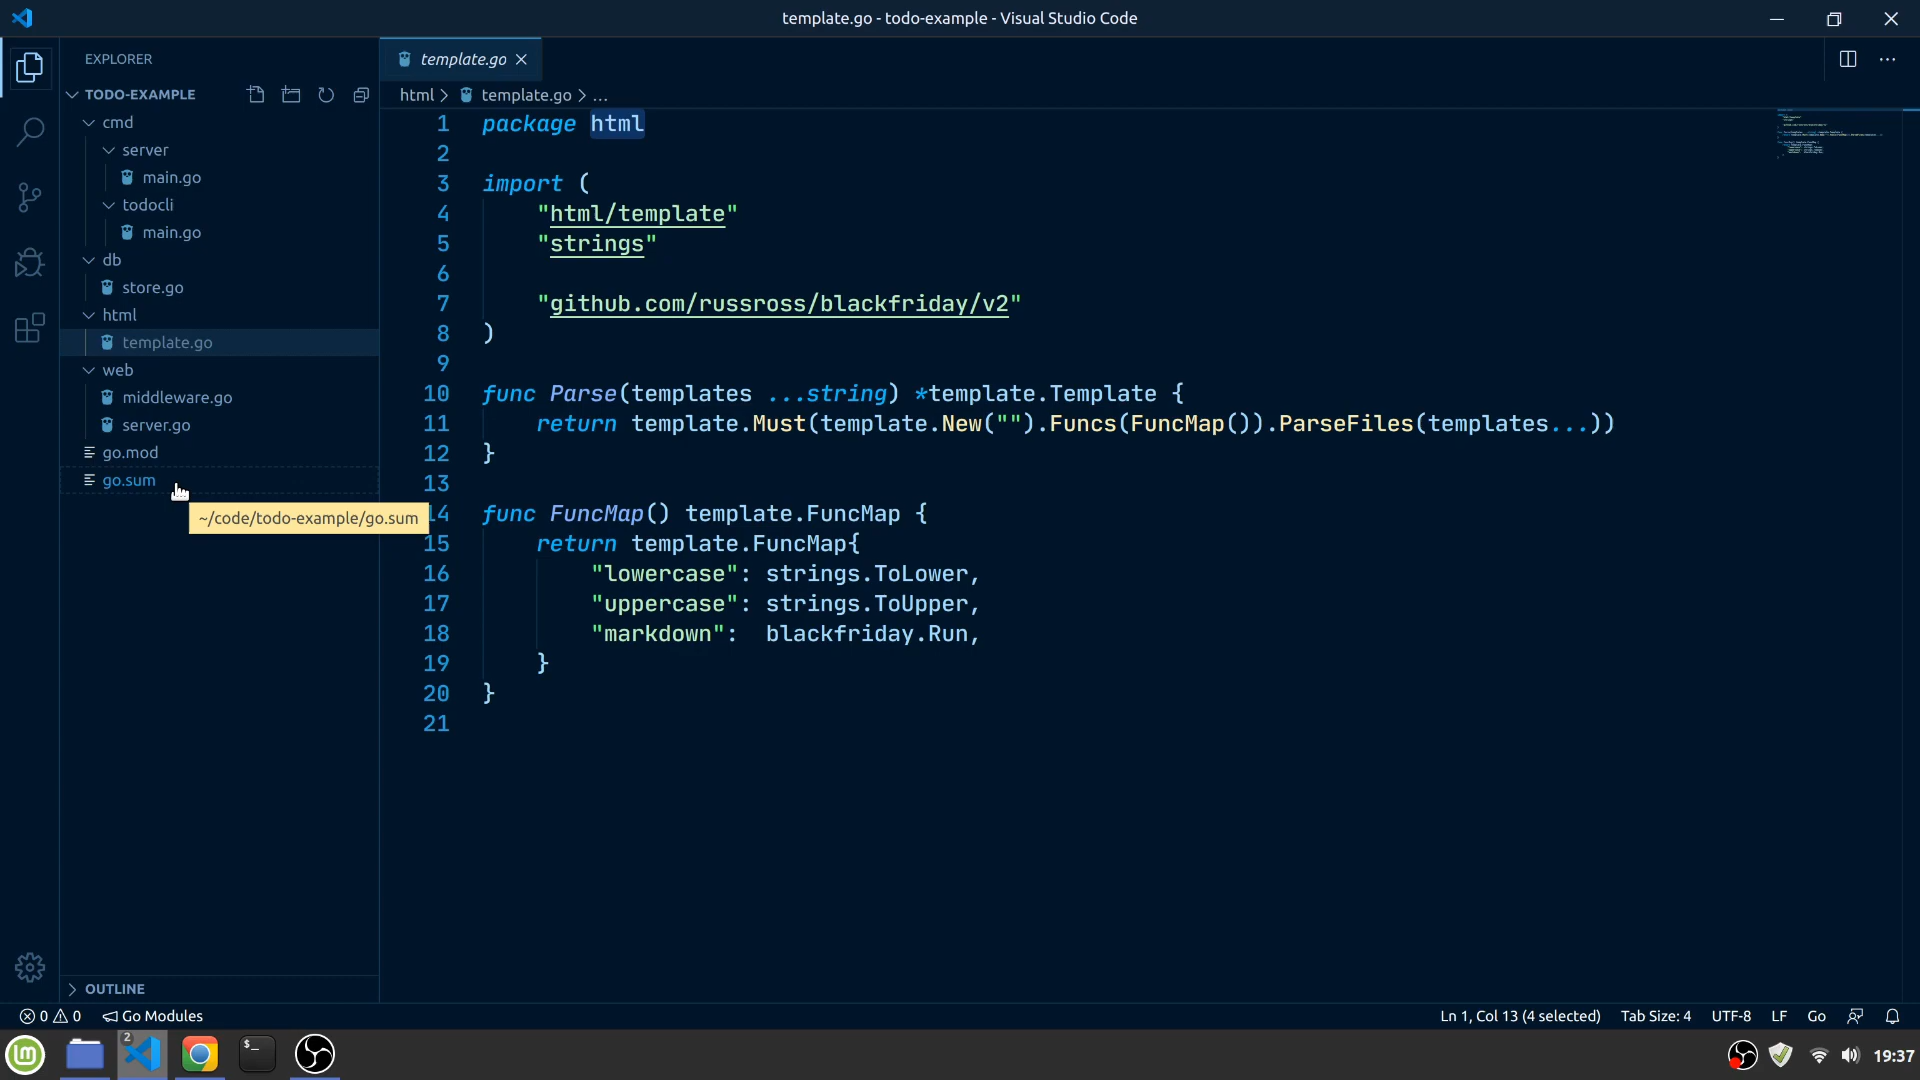 template.go - todo-example - Visual Studio Code
EXPLORER
TODO-EXAMPLE
cmd
server
main.go
todocli
main.go
db
store.go
html
template.go
web
middleware.go
server.go
go.mod
go.sum
~/code/todo-example/go.sum
OUTLINE
template.go
html > template.go > ...
1 package html
2
3 import (
4 "html/template"
5 "strings"
6
7 "github.com/russross/blackfriday/v2"
8 )
9
10 func Parse(templates ...string) *template.Template {
11 return template.Must(template.New("").Funcs(FuncMap()).ParseFiles(templates...))
12 }
13
14 func FuncMap() template.FuncMap {
15 return template.FuncMap{
16 "lowercase": strings.ToLower,
17 "uppercase": strings.ToUpper,
18 "markdown": blackfriday.Run,
19 }
20 }
21
0 0 Go Modules
Ln 1, Col 13 (4 selected) Tab Size: 4 UTF-8 LF Go
2
19:37